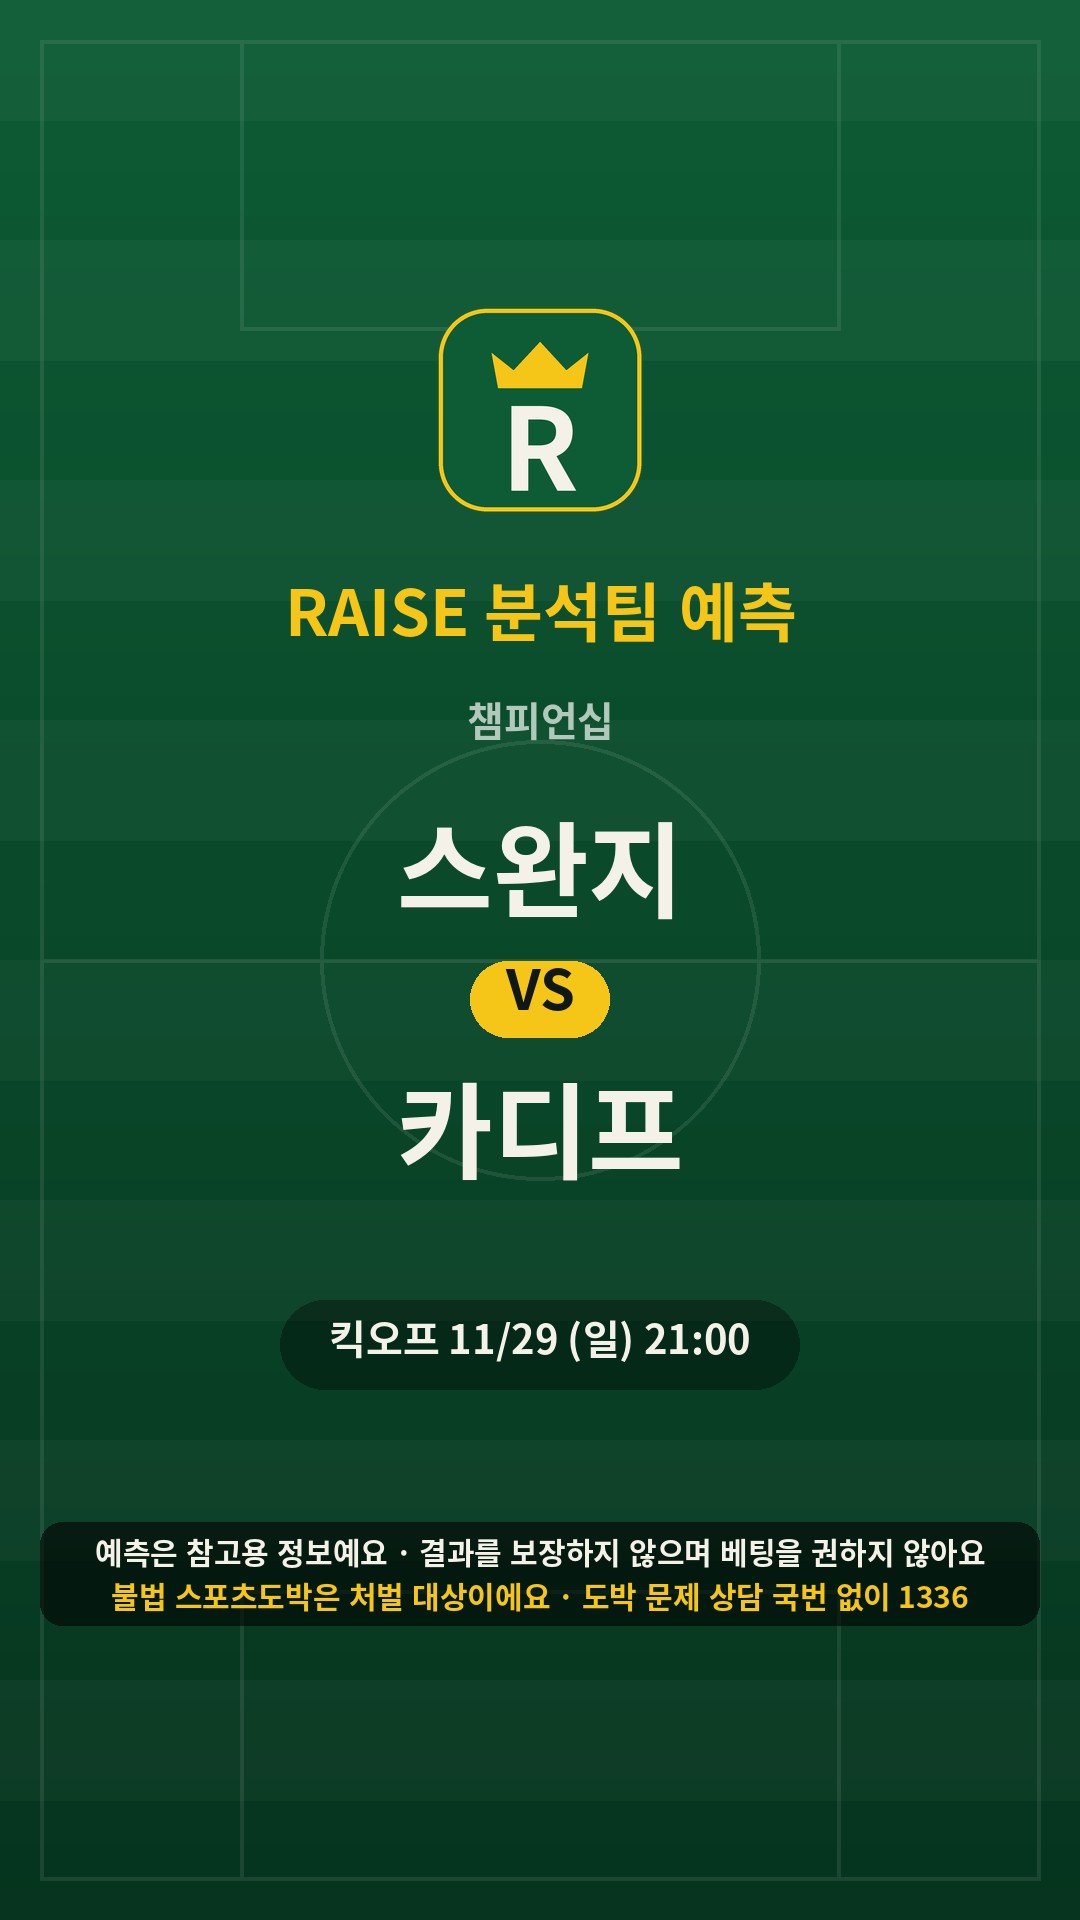 R
RAISE 분석팀 예측
챔피언십
스완지
VS
카디프
킥오프 11/29 (일) 21:00
예측은 참고용 정보예요 · 결과를 보장하지 않으며 베팅을 권하지 않아요
불법 스포츠도박은 처벌 대상이에요 · 도박 문제 상담 국번 없이 1336